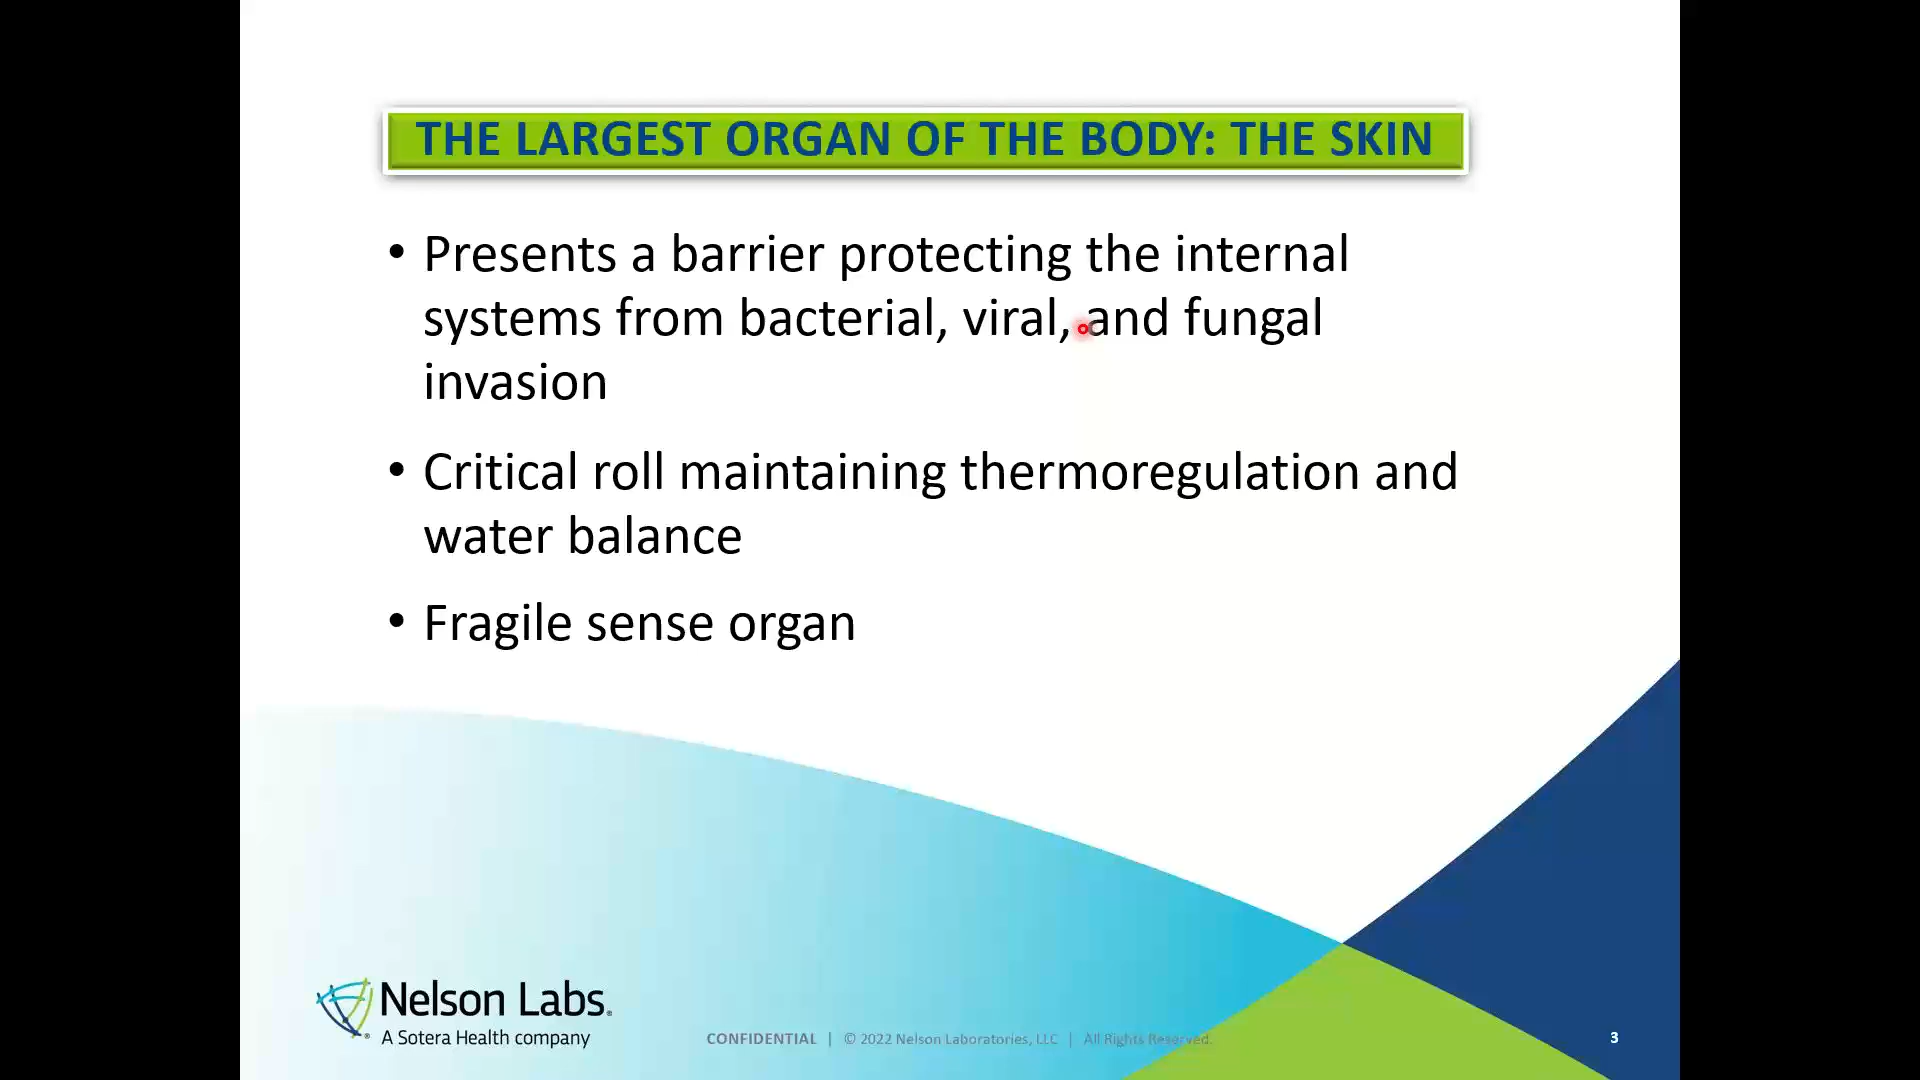 THE LARGEST ORGAN OF THE BODY: THE SKIN
• Presents a barrier protecting the internal
systems from bacterial, viral, and fungal
invasion
• Critical roll maintaining thermoregulation and
water balance
• Fragile sense organ
Nelson Labs®
A Sotera Health company
CONFIDENTIAL | © 2022 Nelson Laboratories, LLC | All Rights Reserved.
3